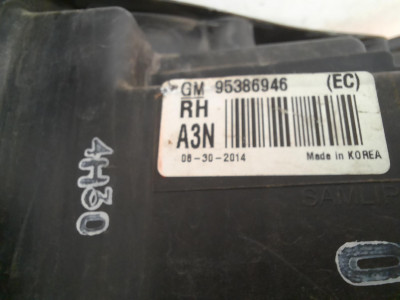 GM 95386946 (EC)
RH
A3N
08-30-2014 Made in KOREA
4H30